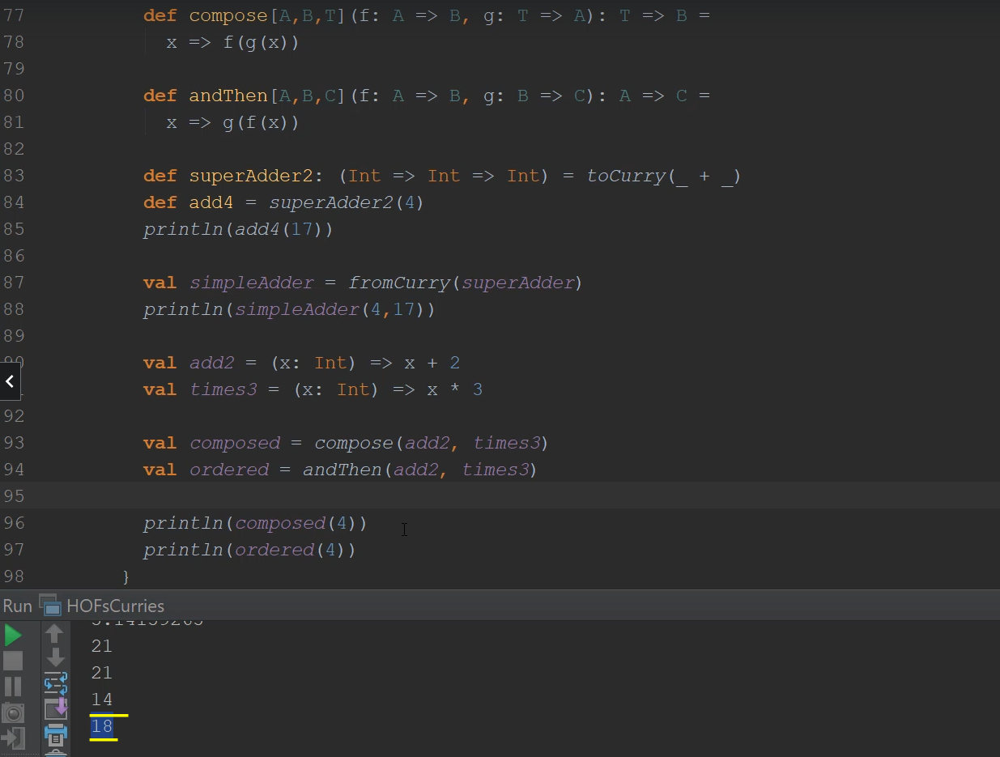 77 def compose[A,B,T](f: A => B, g: T => A): T => B =
78 x => f(g(x))
79
80 def andThen[A,B,C](f: A => B, g: B => C): A => C =
81 x => g(f(x))
82
83 def superAdder2: (Int => Int => Int) = toCurry(_ + _)
84 def add4 = superAdder2(4)
85 println(add4(17))
86
87 val simpleAdder = fromCurry(superAdder)
88 println(simpleAdder(4,17))
89
90 val add2 = (x: Int) => x + 2
val times3 = (x: Int) => x * 3
92
93 val composed = compose(add2, times3)
94 val ordered = andThen(add2, times3)
95
96 println(composed(4))
97 println(ordered(4))
98 }
Run HOFsCurries
21
21
14
18